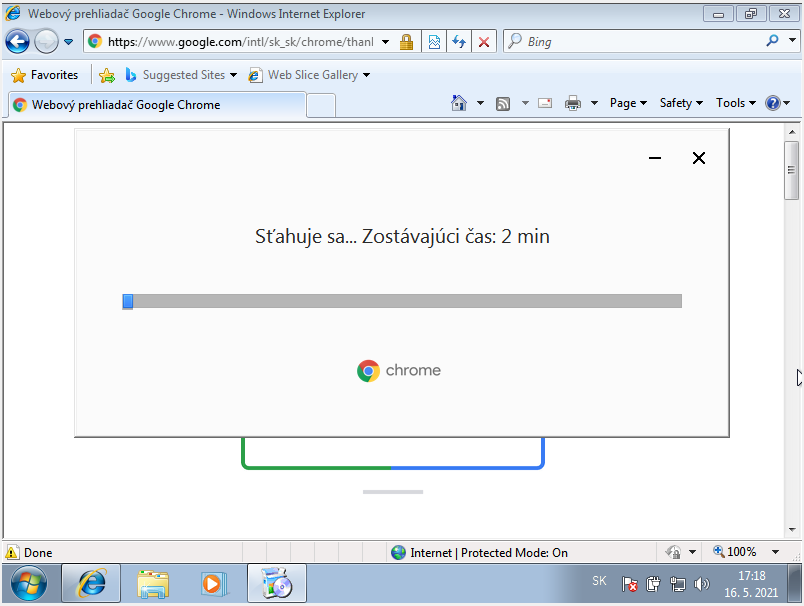 Webový prehliadač Google Chrome - Windows Internet Explorer
https://www.google.com/intl/sk_sk/chrome/thanl
Bing
Favorites
Suggested Sites
Web Slice Gallery
Webový prehliadač Google Chrome
Page
Safety
Tools
Sťahuje sa... Zostávajúci čas: 2 min
chrome
Done
Internet | Protected Mode: On
100%
SK
17:18
16. 5. 2021